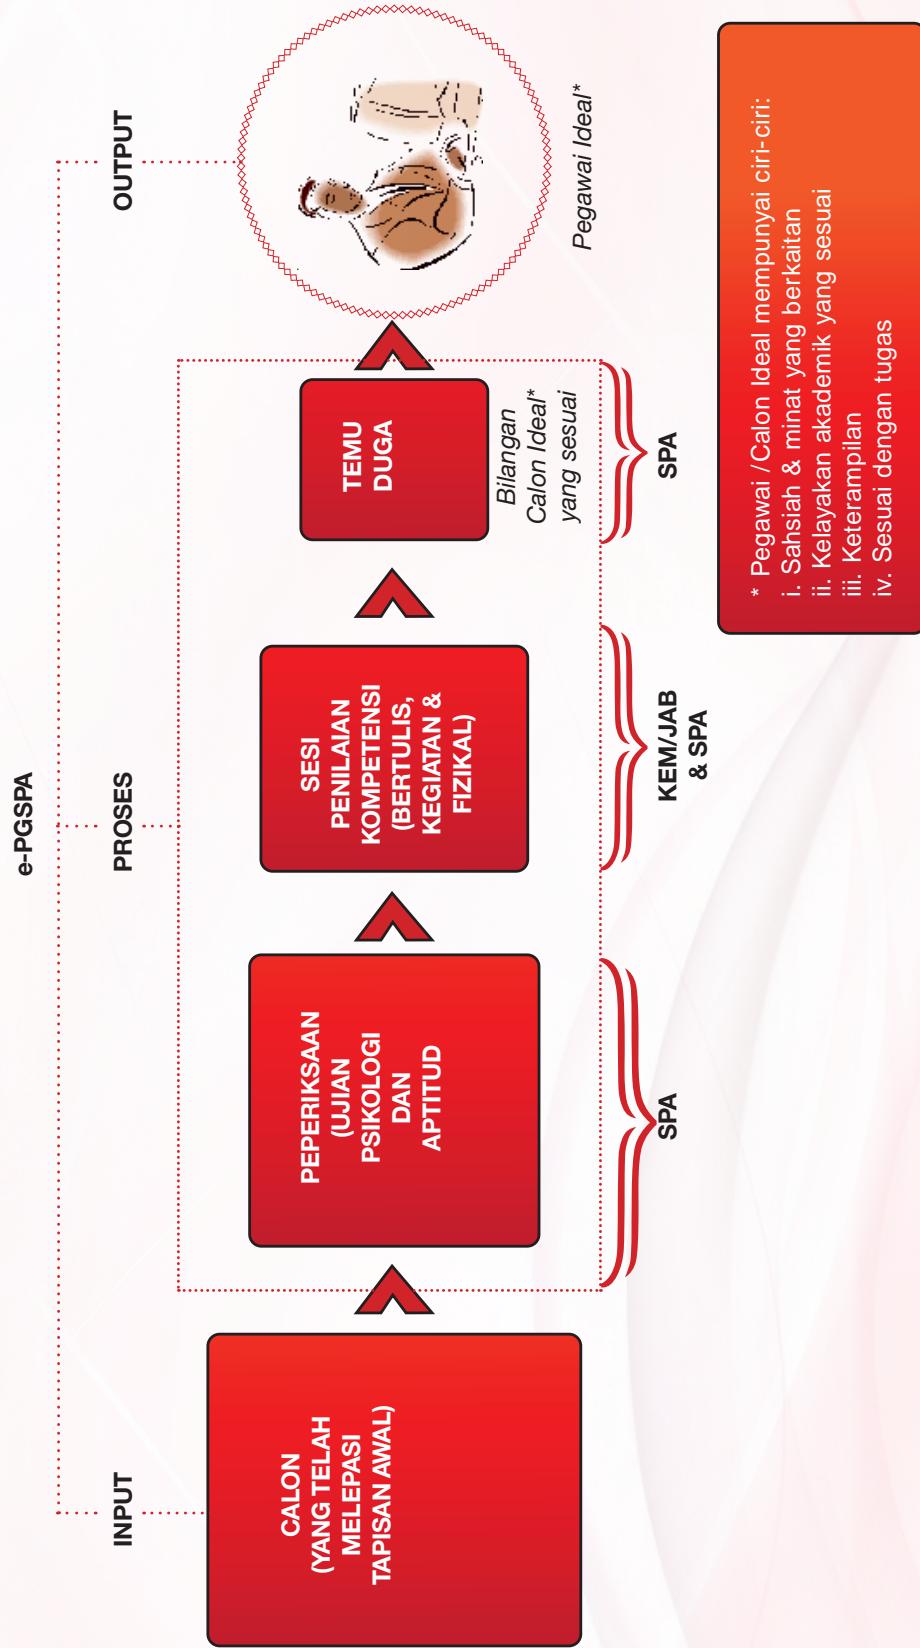 e-PGSPA
INPUT
PROSES
OUTPUT
CALON
(YANG TELAH
MELEPASI
TAPISAN AWAL)
PEPERIKSAAN
(UJIAN
PSIKOLOGI
DAN
APTITUD
SESI
PENILAIAN
KOMPETENSI
(BERTULIS,
KEGIATAN &
FIZIKAL)
TEMU
DUGA
Bilangan
Calon Ideal*
yang sesuai
Pegawai Ideal*
SPA
KEM/JAB
& SPA
SPA
* Pegawai /Calon Ideal mempunyai ciri-ciri:
i. Sahsiah & minat yang berkaitan
ii. Kelayakan akademik yang sesuai
iii. Keterampilan
iv. Sesuai dengan tugas